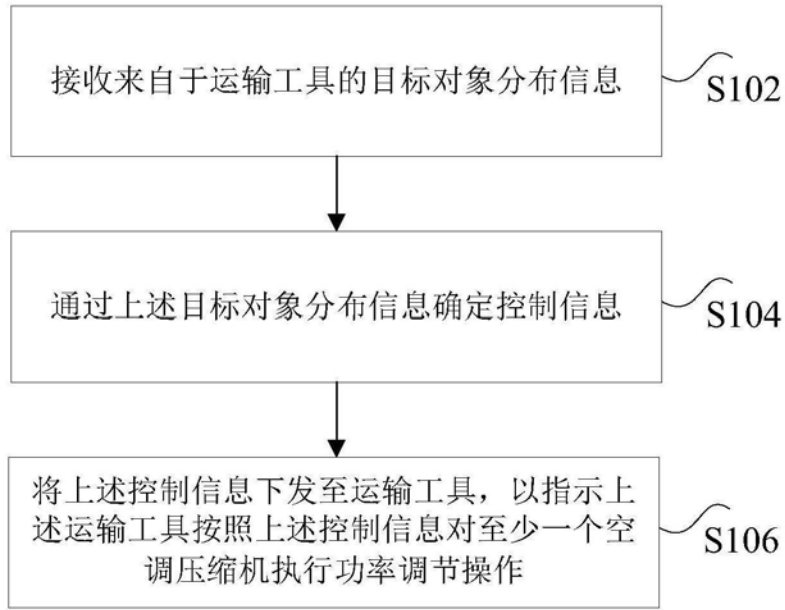 接收来自于运输工具的目标对象分布信息
S102
通过上述目标对象分布信息确定控制信息
S104
将上述控制信息下发至运输工具，以指示上
述运输工具按照上述控制信息对至少一个空
调压缩机执行功率调节操作
S106